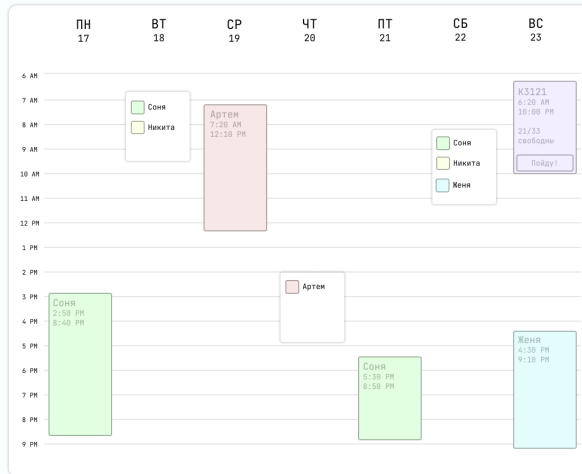 ПН
17
ВТ
18
СР
19
ЧТ
20
ПТ
21
СБ
22
ВС
23
6 AM
7 AM
8 AM
9 AM
10 AM
11 AM
12 PM
1 PM
2 PM
3 PM
4 PM
5 PM
6 PM
7 PM
8 PM
9 PM
Соня
2:50 PM
8:40 PM
Соня
Никита
Артем
7:20 AM
12:10 PM
Артем
Соня
5:30 PM
8:50 PM
Соня
Никита
Женя
К3121
6:20 AM
10:00 PM
21/33
свободны
Пойду!
Женя
4:30 PM
9:10 PM